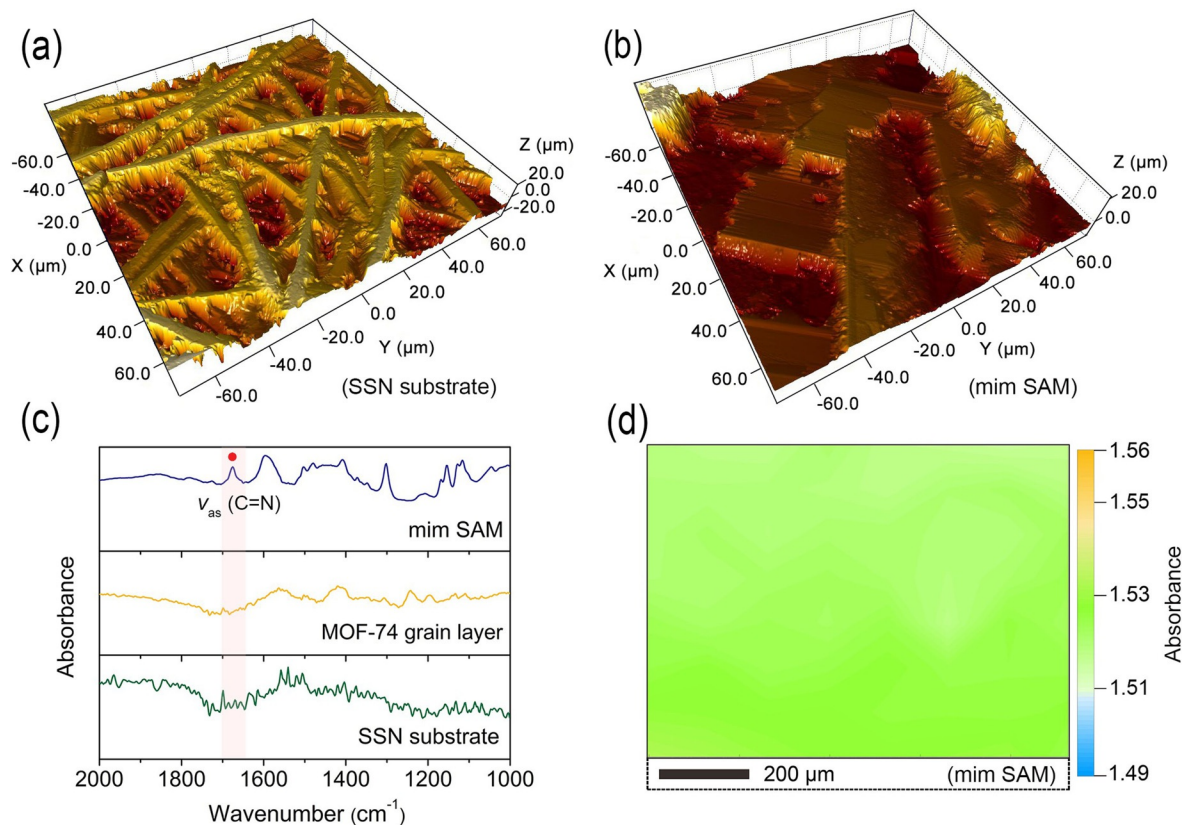 (a)
Z (µm)
20.0
0.0
-20.0
-60.0
-40.0
-20.0
0.0
X (µm)
20.0
40.0
60.0
60.0
40.0
20.0
0.0
-20.0
Y (µm)
-40.0
-60.0
(SSN substrate)
(b)
Z (µm)
20.0
0.0
-60.0
-40.0
-20.0
0.0
X (µm)
20.0
40.0
60.0
60.0
40.0
20.0
0.0
-20.0
Y (µm)
-40.0
-60.0
(mim SAM)
(c)
νas (C=N)
mim SAM
MOF-74 grain layer
SSN substrate
Absorbance
2000 1800 1600 1400 1200 1000
Wavenumber (cm⁻¹)
(d)
1.56
1.55
1.53
1.51
1.49
Absorbance
200 µm
(mim SAM)